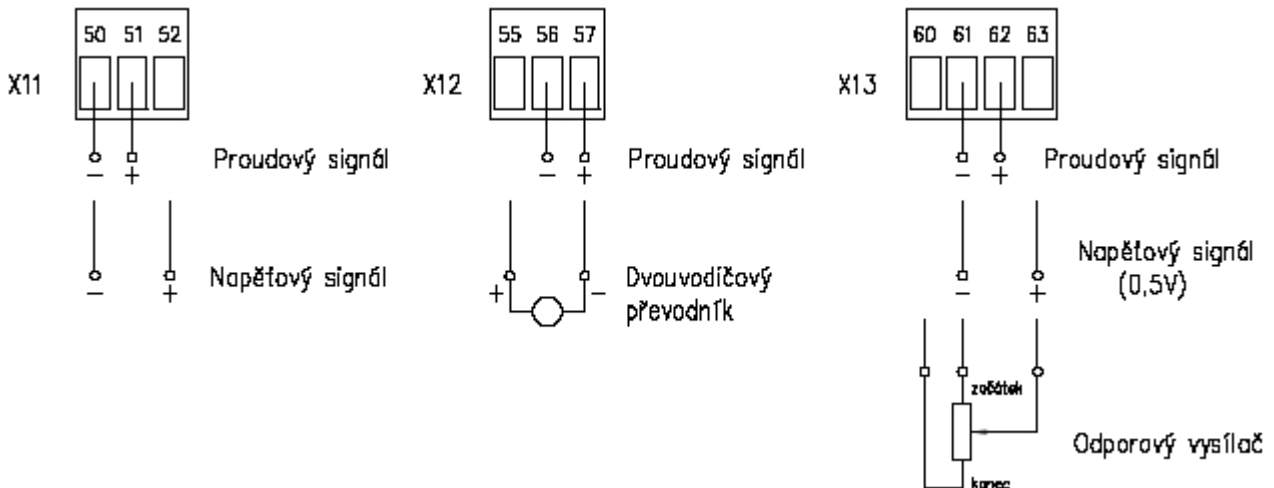 X11
50 51 52
Proudový signál
- +
Napěťový signál
- +
X12
55 56 57
Proudový signál
- +
Dvouvodičový
převodník
+ -
X13
60 61 62 63
Proudový signál
- +
Napěťový signál
(0,5V)
- +
začátek
Odporový vysílač
konec